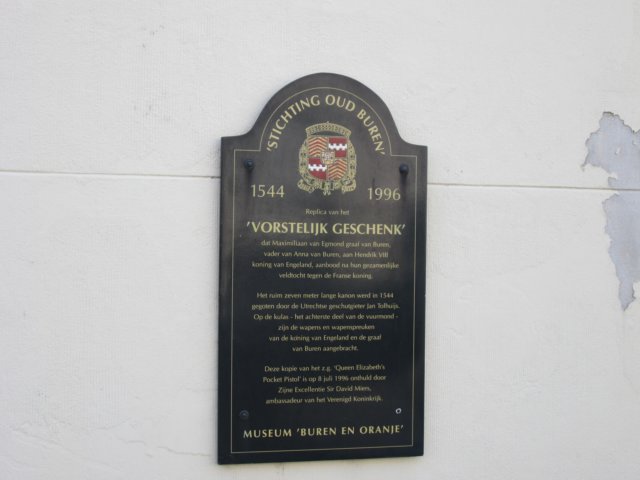 'STICHTING OUD BUREN'
1544 1996
Replica van het
'VORSTELIJK GESCHENK'
dat Maximiliaan van Egmond graaf van Buren,
vader van Anna van Buren, aan Hendrik VIII
koning van Engeland, aanbood na hun gezamenlijke
veldtocht tegen de Franse koning.
Het ruim zeven meter lange kanon werd in 1544
gegoten door de Utrechtse geschutgieter Jan Tolhuijs.
Op de kulas - het achterste deel van de vuurmond -
zijn de wapens en wapenspreuken
van de koning van Engeland en de graaf
van Buren aangebracht.
Deze kopie van het z.g. 'Queen Elizabeth's
Pocket Pistol' is op 8 juli 1996 onthuld door
Zijne Excellentie Sir David Miers,
ambassadeur van het Verenigd Koninkrijk.
MUSEUM 'BUREN EN ORANJE'